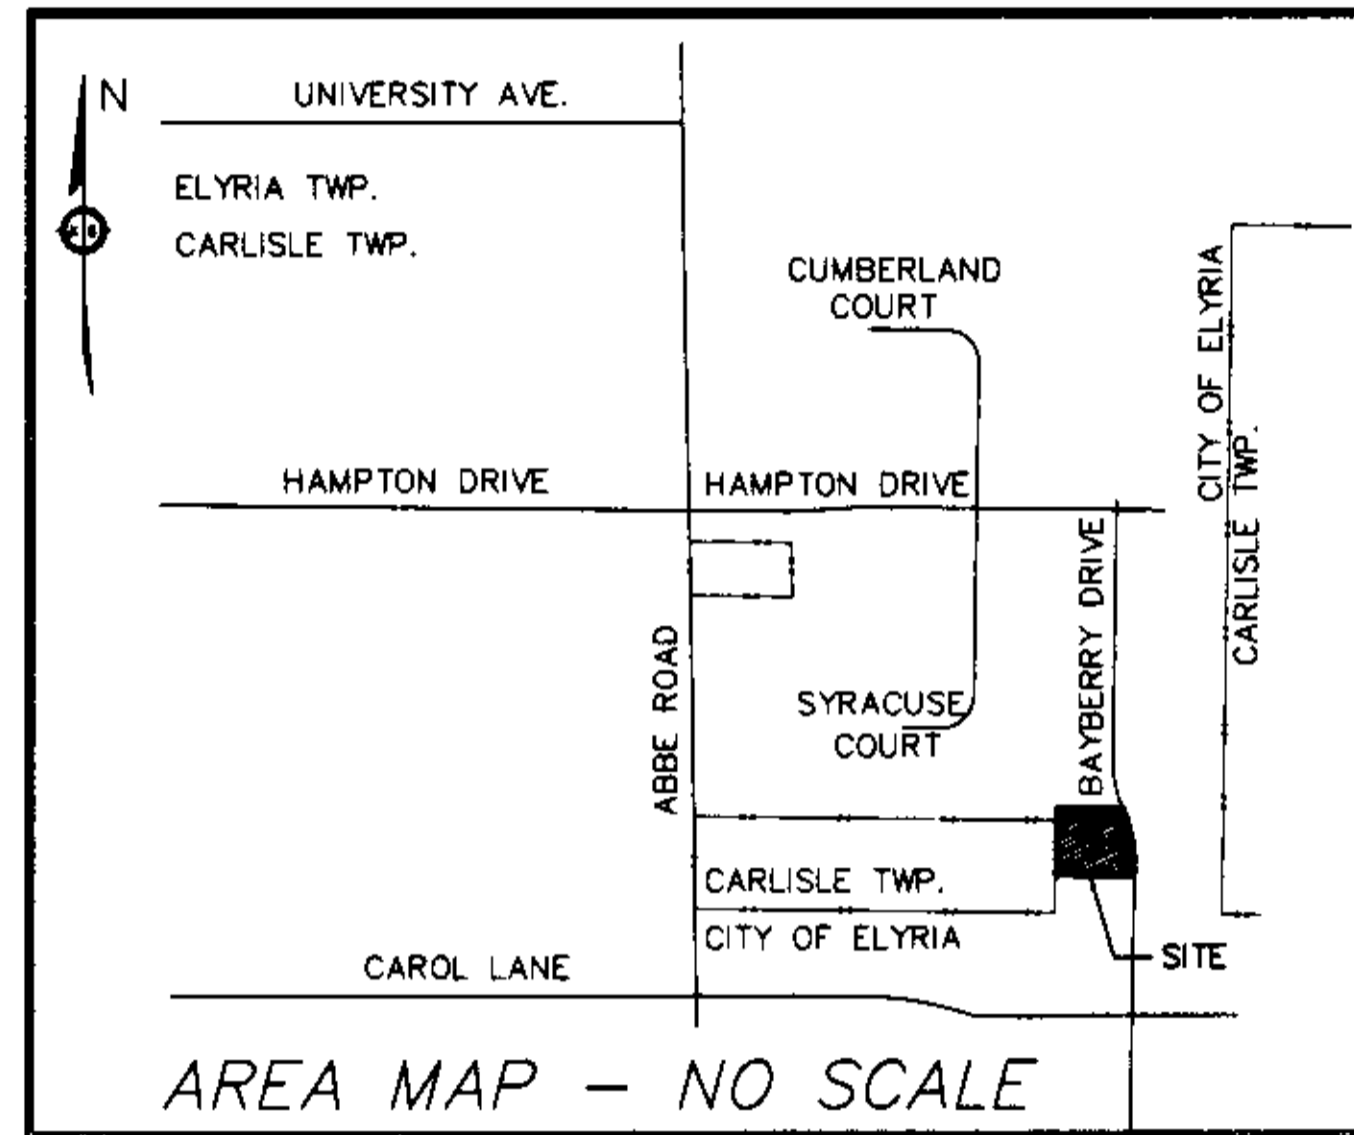 N
UNIVERSITY AVE.
ELYRIA TWP.
CARLISLE TWP.
CUMBERLAND
COURT
CITY OF ELYRIA
CARLISLE TWP.
HAMPTON DRIVE
HAMPTON DRIVE
BAYBERRY DRIVE
ABBE ROAD
SYRACUSE
COURT
CARLISLE TWP.
CITY OF ELYRIA
SITE
CAROL LANE
AREA MAP - NO SCALE